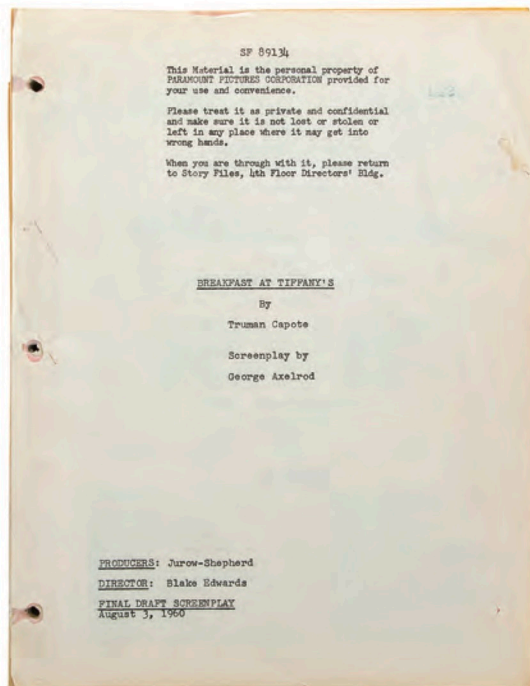 SF 89134
This Material is the personal property of
PARAMOUNT PICTURES CORPORATION provided for
your use and convenience.
Please treat it as private and confidential
and make sure it is not lost or stolen or
left in any place where it may get into
wrong hands.
When you are through with it, please return
to Story Files, 4th Floor Directors' Bldg.
BREAKFAST AT TIFFANY'S
By
Truman Capote
Screenplay by
George Axelrod
PRODUCERS: Jurow-Shepherd
DIRECTOR: Blake Edwards
FINAL DRAFT SCREENPLAY
August 3, 1960